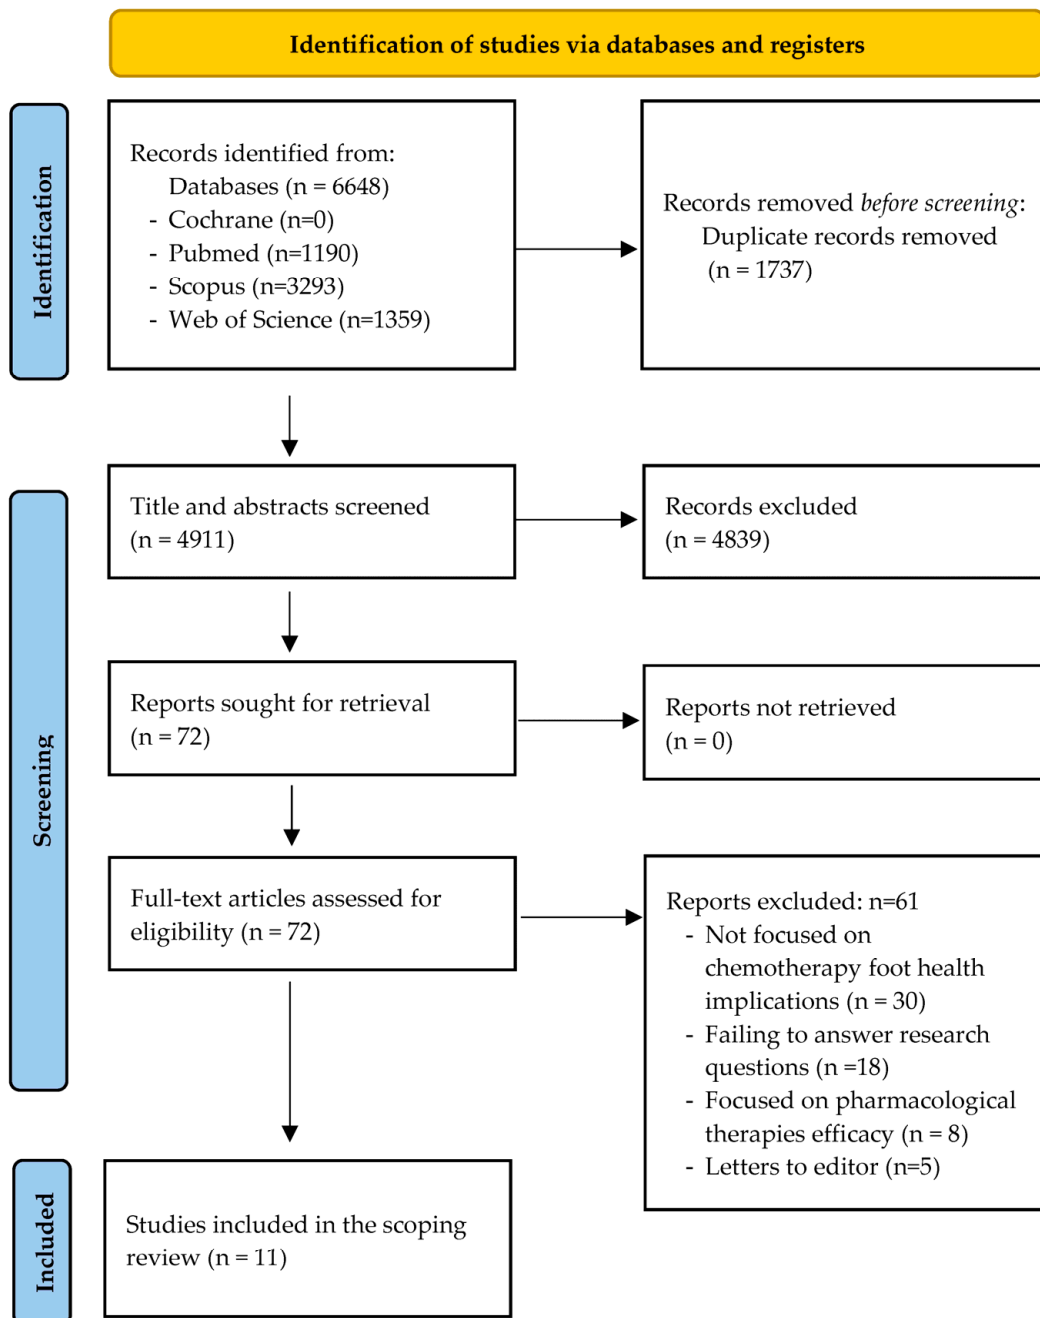 Identification of studies via databases and registers
Identification
Records identified from:
Databases (n = 6648)
- Cochrane (n=0)
- Pubmed (n=1190)
- Scopus (n=3293)
- Web of Science (n=1359)
Records removed before screening:
Duplicate records removed
(n = 1737)
Screening
Title and abstracts screened
(n = 4911)
Records excluded
(n = 4839)
Reports sought for retrieval
(n = 72)
Reports not retrieved
(n = 0)
Full-text articles assessed for
eligibility (n = 72)
Reports excluded: n=61
- Not focused on
chemotherapy foot health
implications (n = 30)
- Failing to answer research
questions (n =18)
- Focused on pharmacological
therapies efficacy (n = 8)
- Letters to editor (n=5)
Included
Studies included in the scoping
review (n = 11)